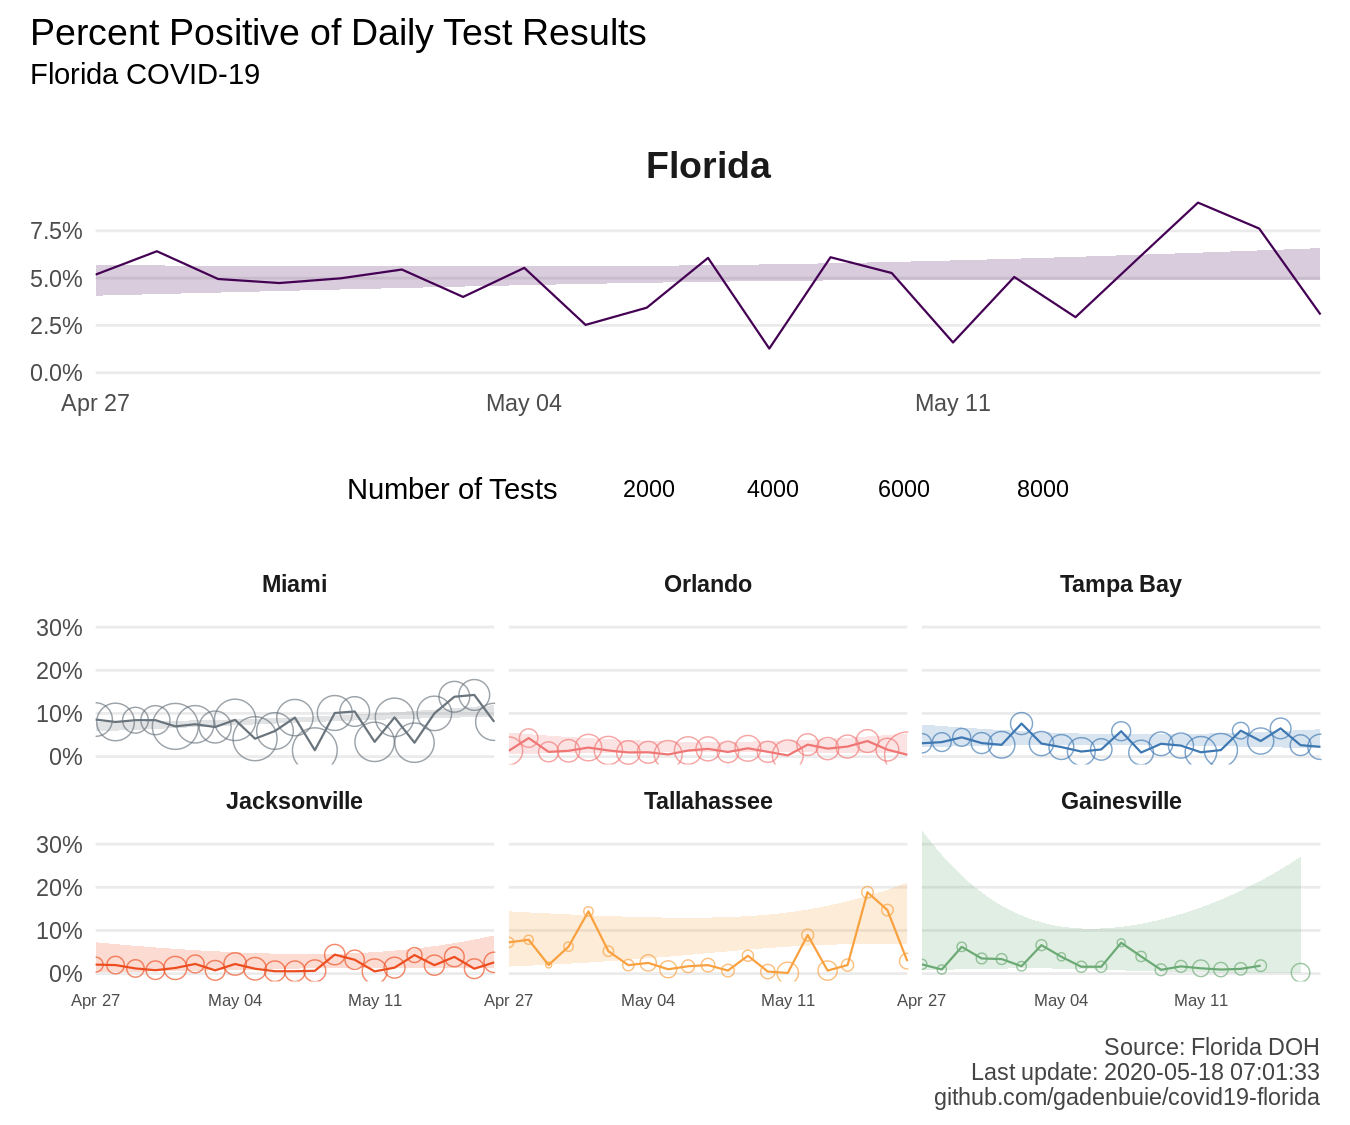 Percent Positive of Daily Test Results
Florida COVID-19
Florida
7.5%
5.0%
2.5%
0.0%
Apr 27 May 04 May 11
Number of Tests 2000 4000 6000 8000
Miami Orlando Tampa Bay
30%
20%
10%
0%
Jacksonville Tallahassee Gainesville
30%
20%
10%
0%
Apr 27 May 04 May 11 Apr 27 May 04 May 11 Apr 27 May 04 May 11
Source: Florida DOH
Last update: 2020-05-18 07:01:33
github.com/gadenbuie/covid19-florida